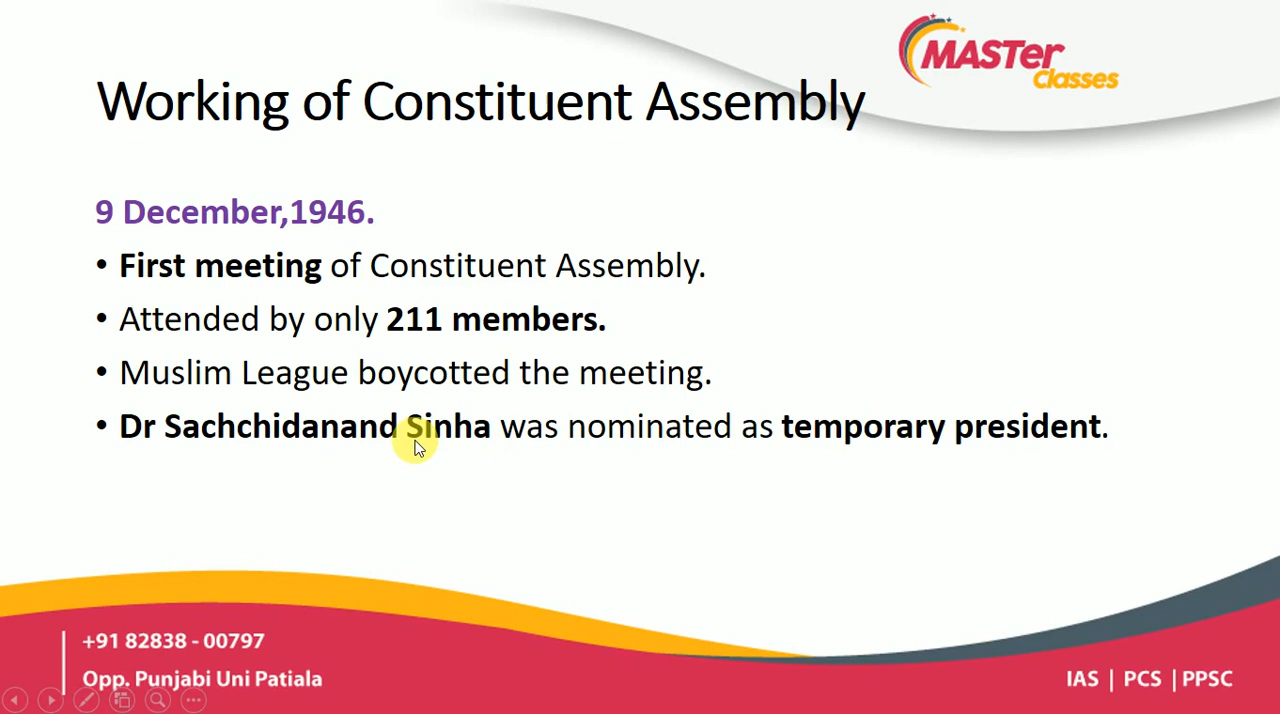 MASTer
Classes
Working of Constituent Assembly
9 December,1946.
• First meeting of Constituent Assembly.
• Attended by only 211 members.
• Muslim League boycotted the meeting.
• Dr Sachchidanand Sinha was nominated as temporary president.
+91 82838 - 00797
Opp. Punjabi Uni Patiala
IAS | PCS | PPSC